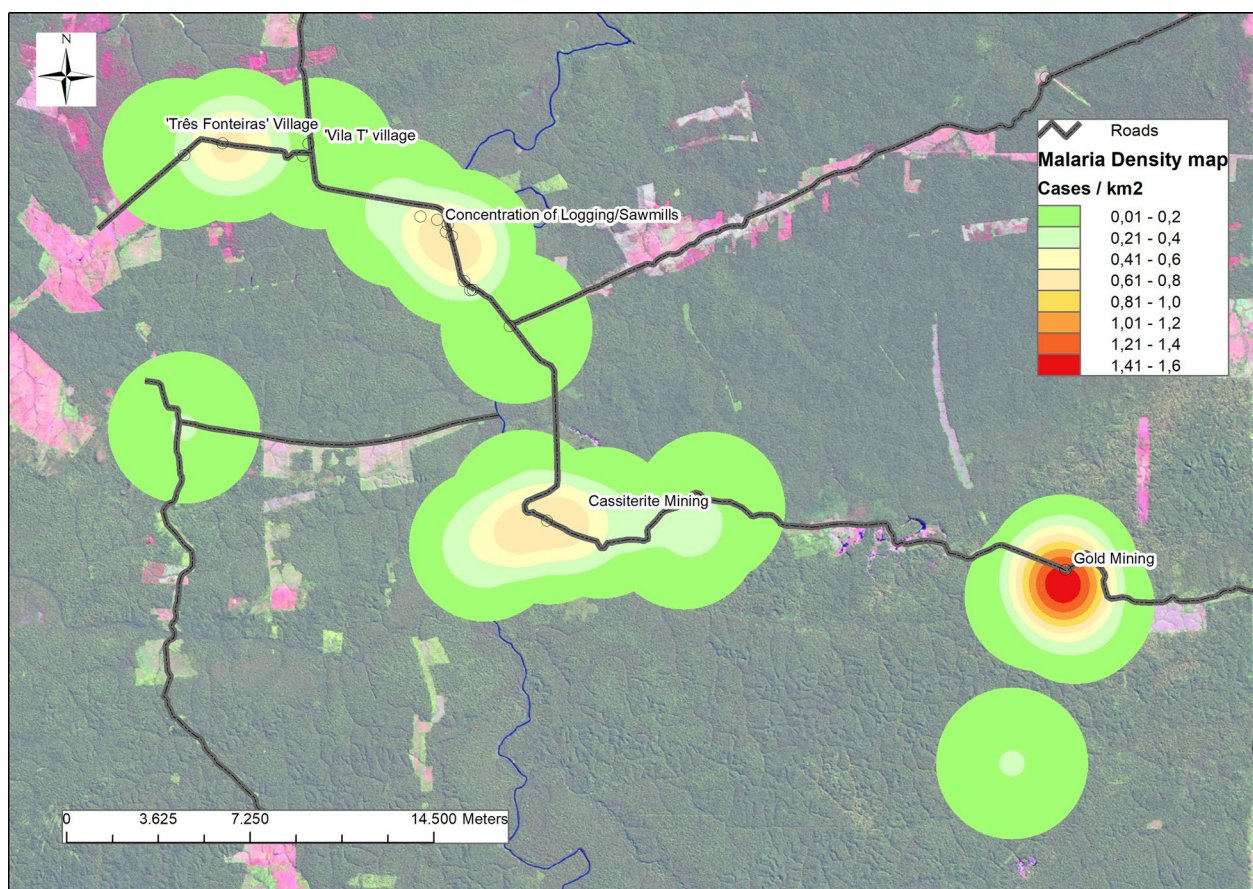 N
'Três Fonteiras' Village
'Vila T' village
Roads
Malaria Density map
Cases / km2
0,01 - 0,2
0,21 - 0,4
0,41 - 0,6
0,61 - 0,8
0,81 - 1,0
1,01 - 1,2
1,21 - 1,4
1,41 - 1,6
Concentration of Logging/Sawmills
Cassiterite Mining
Gold Mining
0 3.625 7.250 14.500 Meters